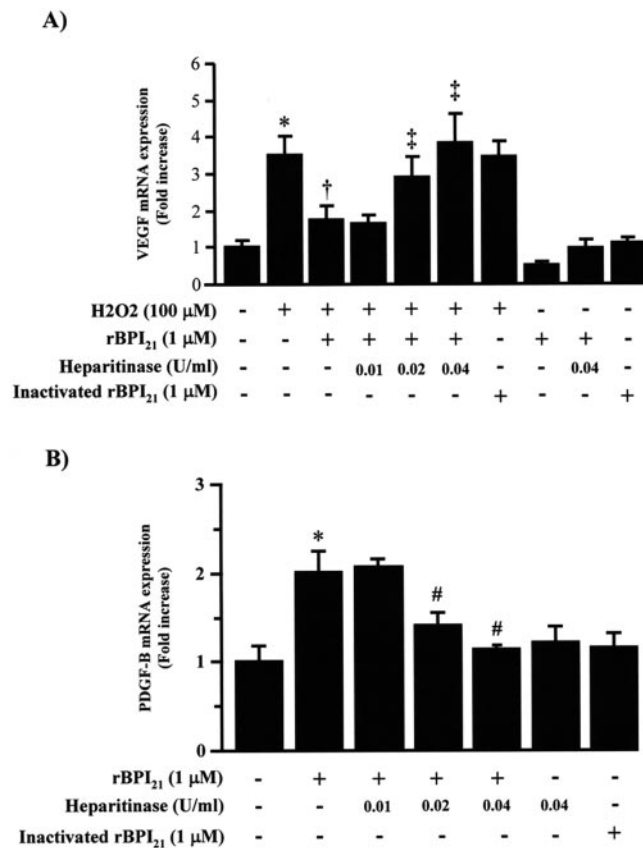 A)
VEGF mRNA expression
(Fold increase)
6
5
4
3
2
1
0
* † ‡ ‡
H2O2 (100 μM) - + + + + + + - - -
rBPI21 (1 μM) - - + + + + - + + -
Heparitinase (U/ml) - - - 0.01 0.02 0.04 - - 0.04 -
Inactivated rBPI21 (1 μM) - - - - - - + - - +
B)
PDGF-B mRNA expression
(Fold increase)
3
2
1
0
* # #
rBPI21 (1 μM) - + + + + - -
Heparitinase (U/ml) - - 0.01 0.02 0.04 0.04 -
Inactivated rBPI21 (1 μM) - - - - - - +